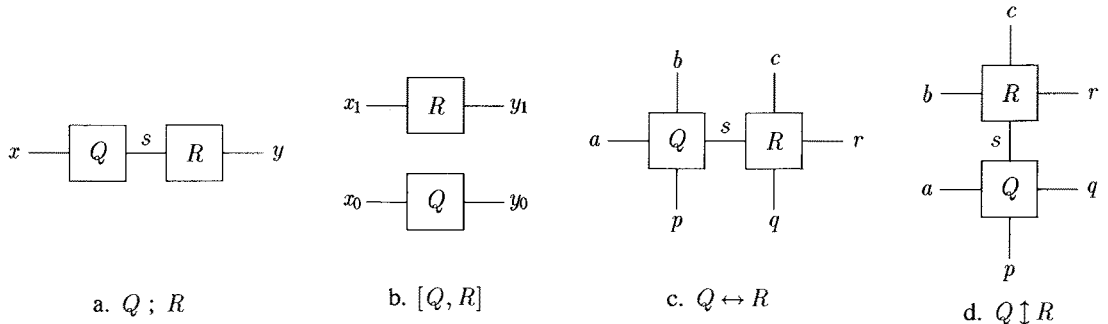 x Q s R y
a. Q ; R
x₁ R y₁
x₀ Q y₀
b. [Q, R]
b c
a Q s R r
p q
c. Q ↔ R
c
b R r
s
a Q q
p
d. Q ↕ R